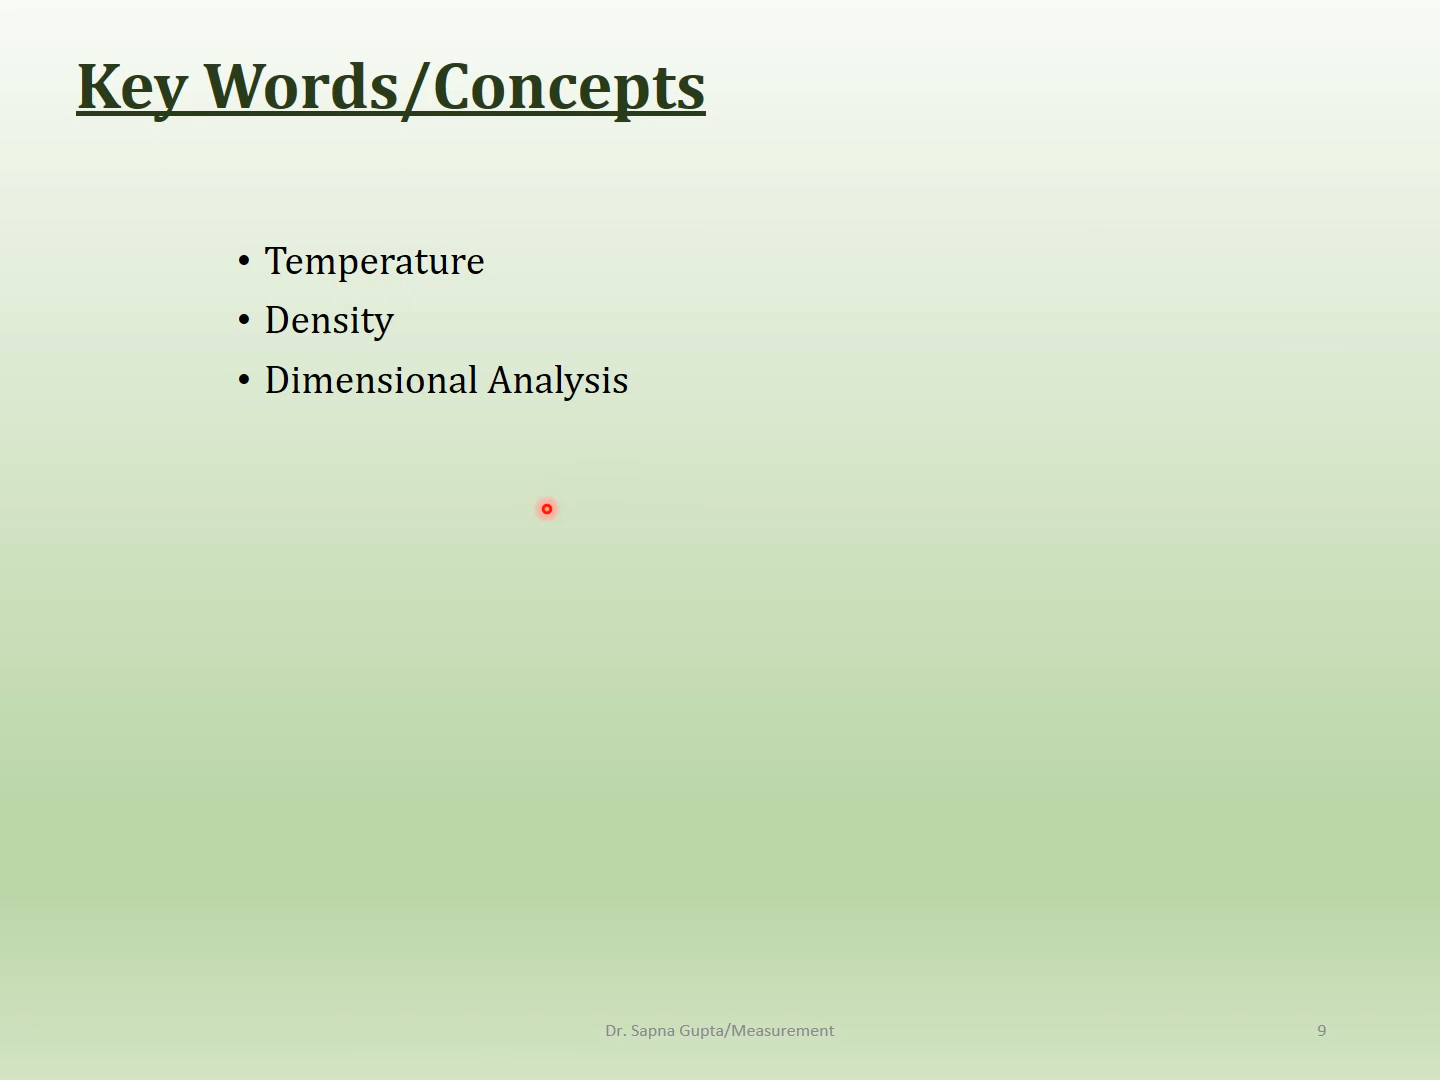 Key Words/Concepts
• Temperature
• Density
• Dimensional Analysis
Dr. Sapna Gupta/Measurement
9